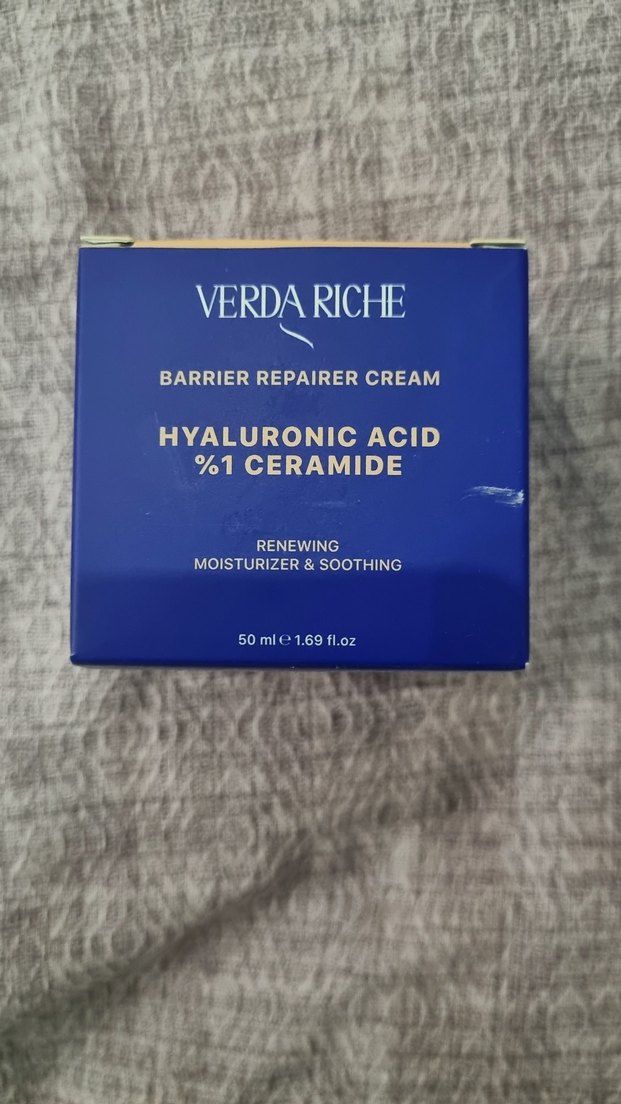 VERDA RICHE
BARRIER REPAIRER CREAM
HYALURONIC ACID
%1 CERAMIDE
RENEWING
MOISTURIZER & SOOTHING
50 ml ℮ 1.69 fl.oz